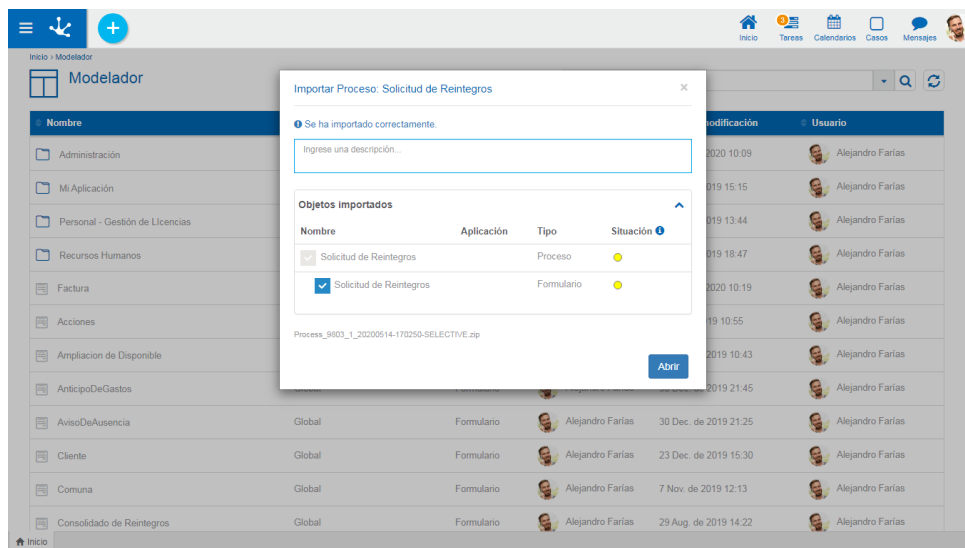 Inicio
3
Tareas
Calendarios
Casos
Mensajes
Inicio > Modelador
Modelador
Importar Proceso: Solicitud de Reintegros
×
Se ha importado correctamente.
Ingrese una descripción...
Objetos importados
Nombre Aplicación Tipo Situación
Solicitud de Reintegros Proceso
Solicitud de Reintegros Formulario
Process_9803_1_20200514-170250-SELECTIVE.zip
Abrir
Nombre odificación Usuario
Administración 2020 10:09 Alejandro Farías
Mi Aplicación 019 15:15 Alejandro Farías
Personal - Gestión de LIcencias 019 13:44 Alejandro Farías
Recursos Humanos 019 18:47 Alejandro Farías
Factura 2020 10:19 Alejandro Farías
Acciones 19 10:55 Alejandro Farías
Ampliacion de Disponible 2019 10:43 Alejandro Farías
AnticipoDeGastos 2019 21:45 Alejandro Farías
AvisoDeAusencia Global Formulario Alejandro Farías 30 Dec. de 2019 21:25 Alejandro Farías
Cliente Global Formulario Alejandro Farías 23 Dec. de 2019 15:30 Alejandro Farías
Comuna Global Formulario Alejandro Farías 7 Nov. de 2019 12:13 Alejandro Farías
Consolidado de Reintegros Global Formulario Alejandro Farías 29 Aug. de 2019 14:22 Alejandro Farías
Inicio